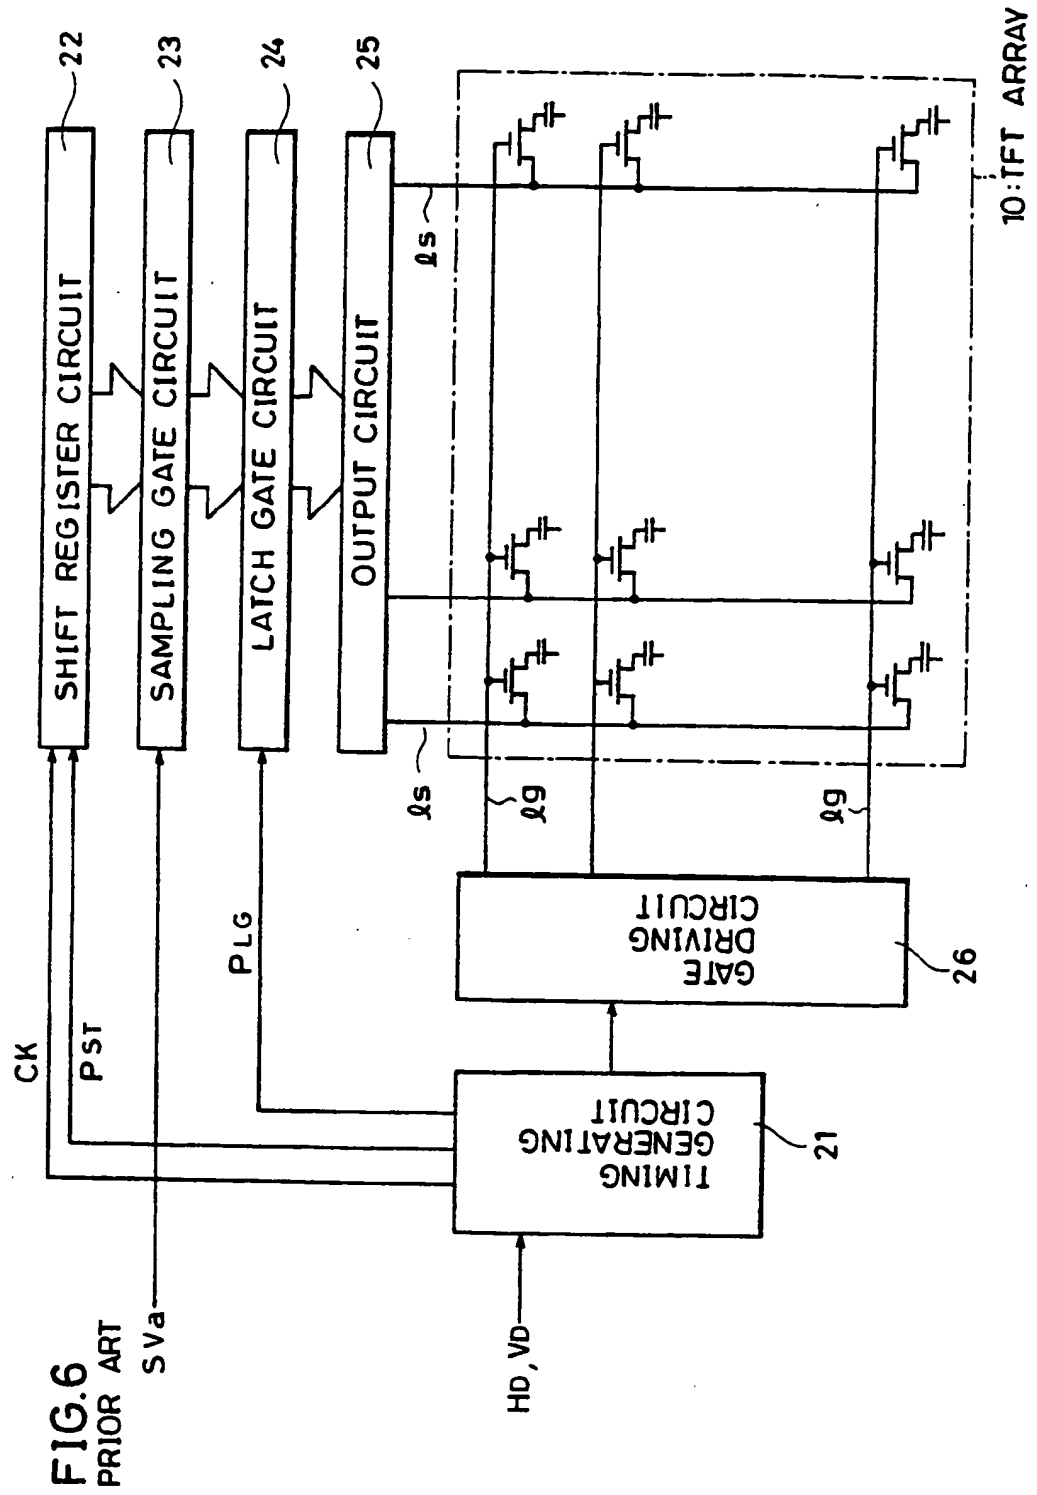 FIG.6
PRIOR ART
CK
PST
SVa
PLG
HD,VD
SHIFT REGISTER CIRCUIT
22
SAMPLING GATE CIRCUIT
23
LATCH GATE CIRCUIT
24
OUTPUT CIRCUIT
25
TIMING
GENERATING
CIRCUIT
21
GATE
DRIVING
CIRCUIT
26
ℓs
ℓs
ℓg
ℓg
10:TFT ARRAY